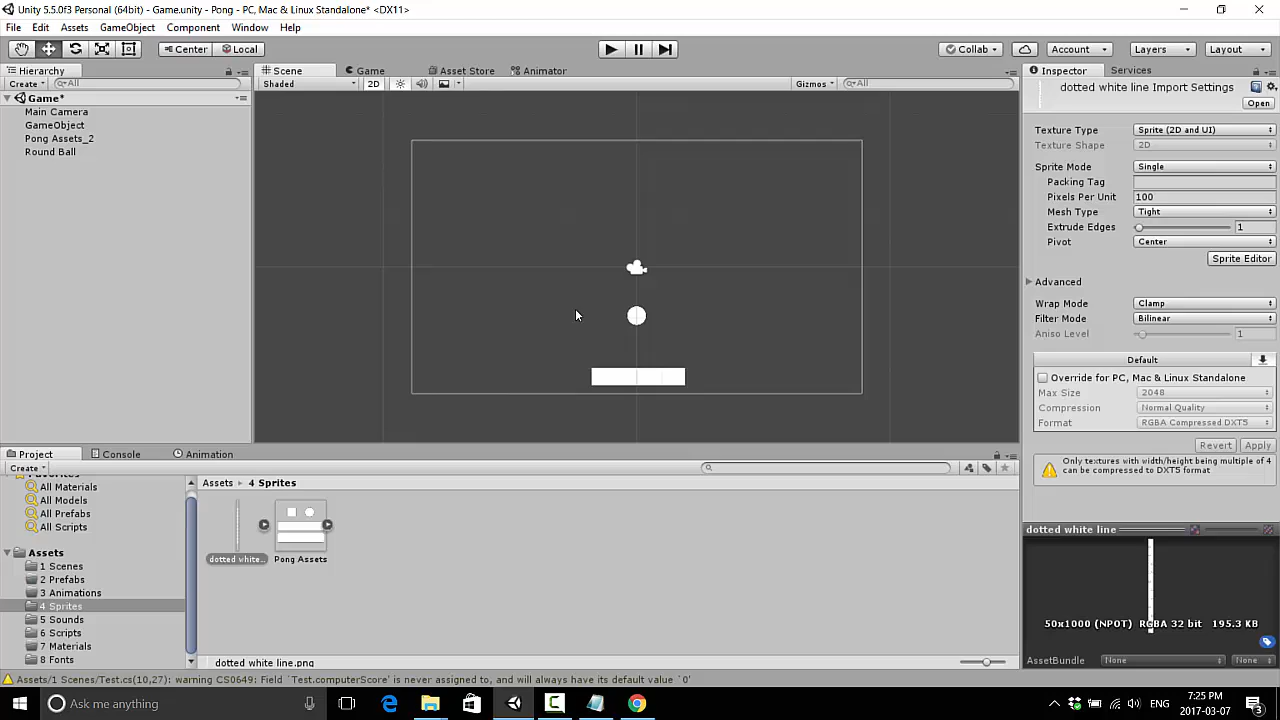 Unity 5.5.0f3 Personal (64bit) - Game.unity - Pong - PC, Mac & Linux Standalone* <DX11>
File Edit Assets GameObject Component Window Help
Center Local Collab Account Layers Layout
Hierarchy Scene Game Asset Store Animator Inspector Services
Create All Shaded 2D Gizmos All
dotted white line Import Settings
Open
Game*
Main Camera
GameObject
Pong Assets_2
Round Ball
Texture Type Sprite (2D and UI)
Texture Shape 2D
Sprite Mode Single
Packing Tag
Pixels Per Unit 100
Mesh Type Tight
Extrude Edges 1
Pivot Center
Sprite Editor
Advanced
Wrap Mode Clamp
Filter Mode Bilinear
Aniso Level 1
Default
Override for PC, Mac & Linux Standalone
Max Size 2048
Compression Normal Quality
Format RGBA Compressed DXT5
Revert Apply
Only textures with width/height being multiple of 4
can be compressed to DXT5 format
Project Console Animation
Create
Favorites
All Materials
All Models
All Prefabs
All Scripts
Assets
1 Scenes
2 Prefabs
3 Animations
4 Sprites
5 Sounds
6 Scripts
7 Materials
8 Fonts
Assets 4 Sprites
dotted white... Pong Assets
dotted white line.png
dotted white line
50x1000 (NPOT) RGBA 32 bit 195.3 KB
AssetBundle None None
Assets/1 Scenes/Test.cs(10,27): warning CS0649: Field `Test.computerScore' is never assigned to, and will always have its default value `0'
Ask me anything
ENG
7:25 PM
2017-03-07
3